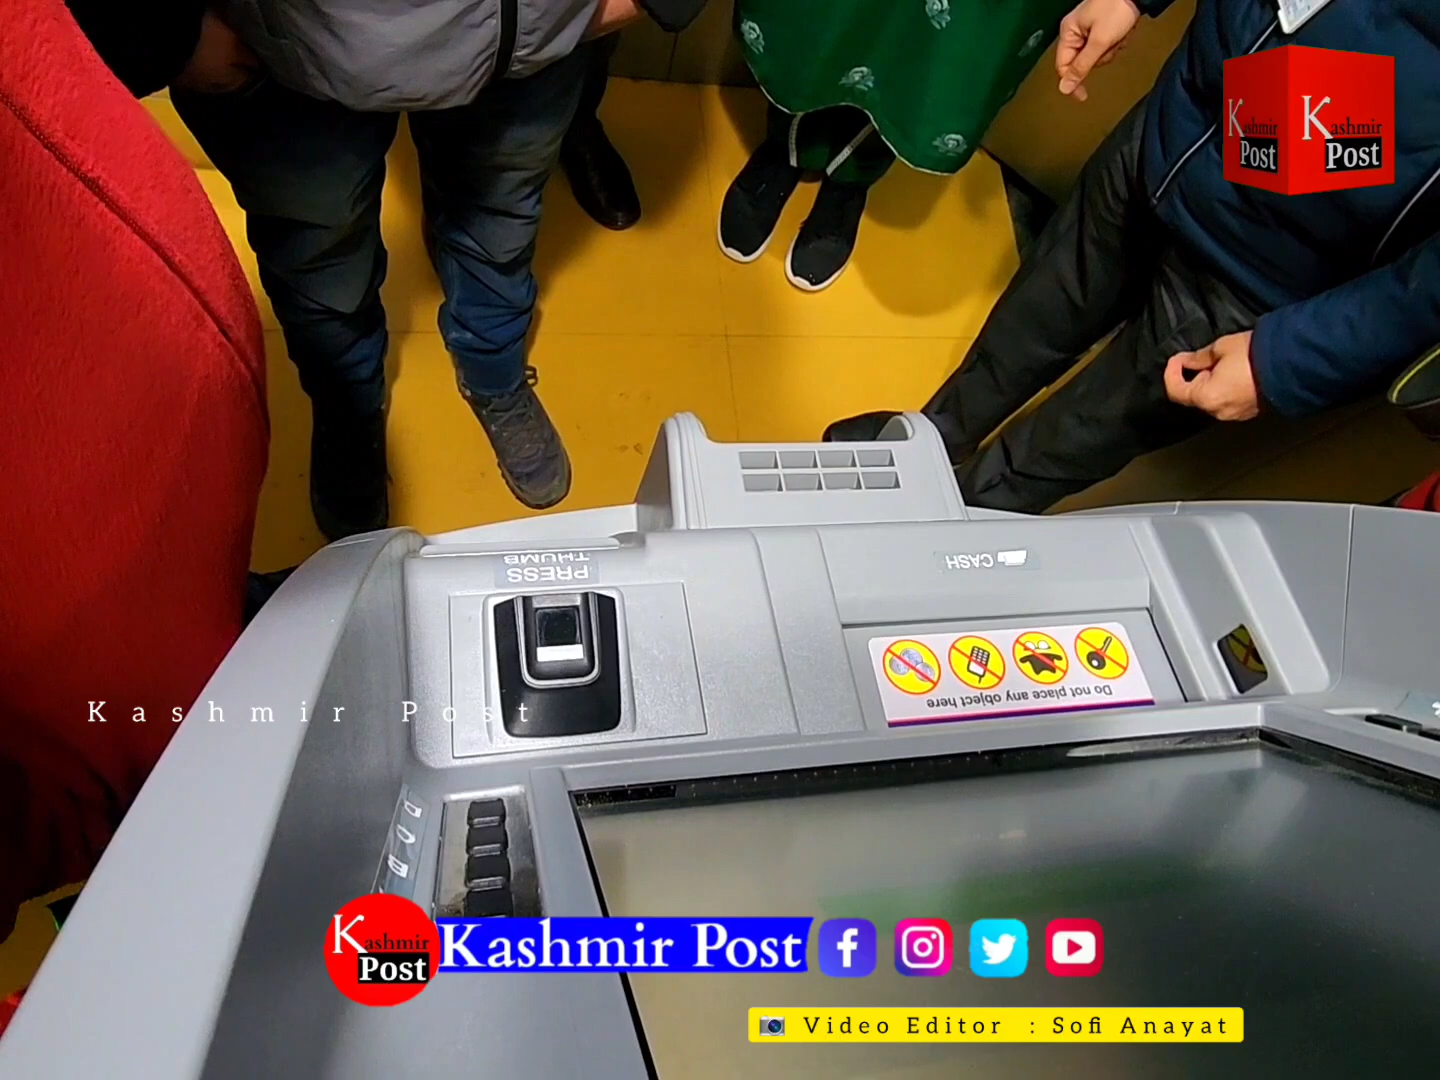 Kashmir
Post
Kashmir
Post
PRESS
THUMB
CASH
Do not place any object here
Kashmir Post
B
C
D
Kashmir
Post
Kashmir Post
Video Editor : Sofi Anayat